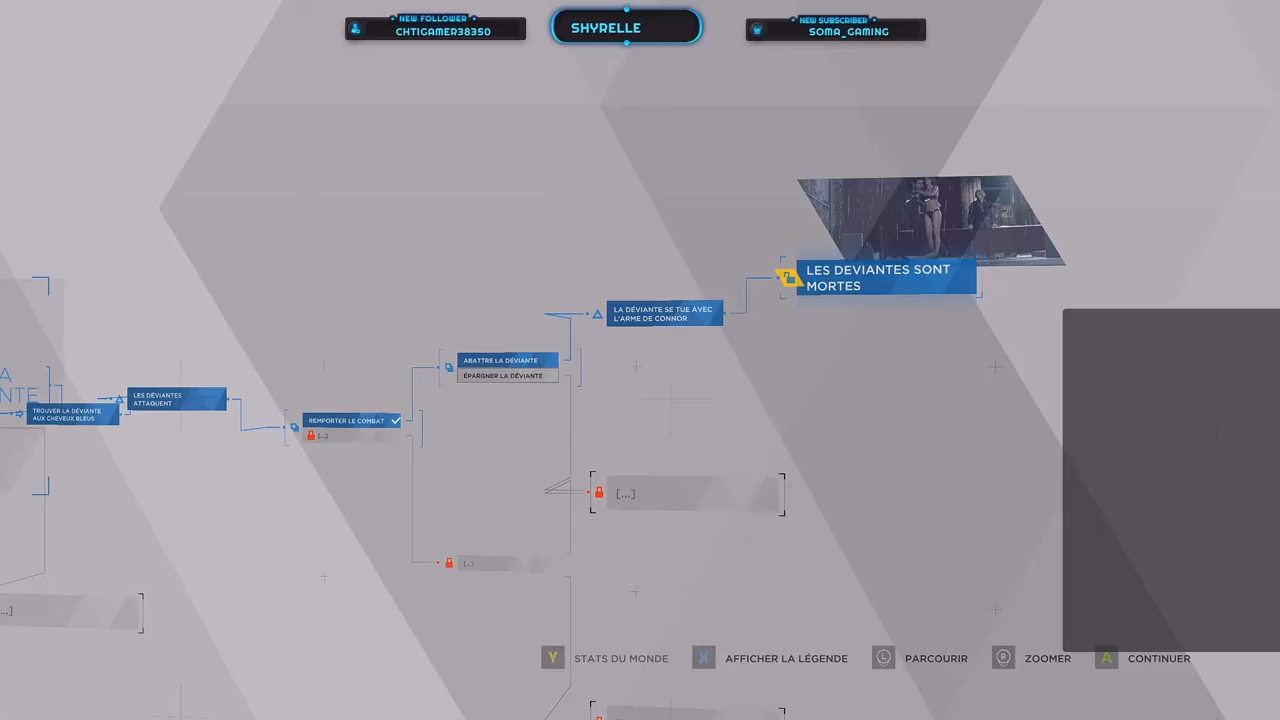 NEW FOLLOWER
CHTIGAMER38350
SHYRELLE
NEW SUBSCRIBER
SOMA_GAMING
LES DEVIANTES SONT
MORTES
LA DÉVIANTE SE TUE AVEC
L'ARME DE CONNOR
ABATTRE LA DÉVIANTE
ÉPARGNER LA DÉVIANTE
A
NTE
LES DÉVIANTES
ATTAQUENT
TROUVER LA DÉVIANTE
AUX CHEVEUX BLEUS
REMPORTER LE COMBAT
[...]
[...]
[...]
...]
Y STATS DU MONDE
X AFFICHER LA LÉGENDE
L PARCOURIR
R ZOOMER
A CONTINUER